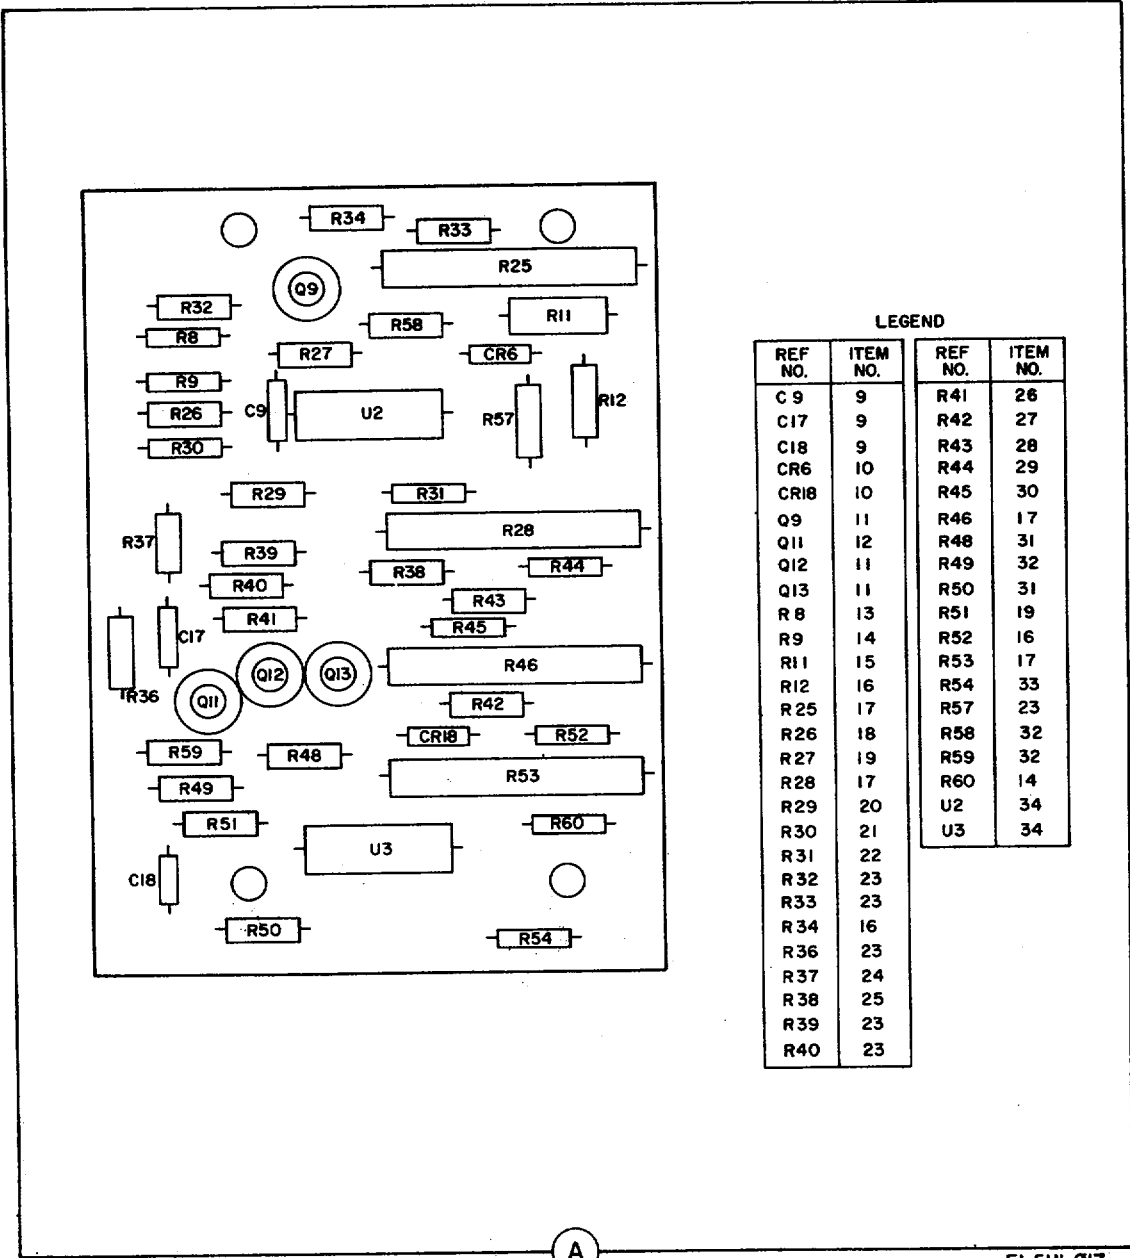 R34
R33
R25
Q9
R32
R11
R58
R8
R27
CR6
R9
C9
U2
R57
R12
R26
R30
R29
R31
R37
R28
R39
R38
R44
R40
R43
R41
R45
C17
R46
Q12
Q13
R36
Q11
R42
CR18
R52
R59
R48
R53
R49
R51
R60
U3
C18
R50
R54
LEGEND
REF NO. ITEM NO. REF NO. ITEM NO.
C9 9 R41 26
C17 9 R42 27
C18 9 R43 28
CR6 10 R44 29
CR18 10 R45 30
Q9 11 R46 17
Q11 12 R48 31
Q12 11 R49 32
Q13 11 R50 31
R8 13 R51 19
R9 14 R52 16
R11 15 R53 17
R12 16 R54 33
R25 17 R57 23
R26 18 R58 32
R27 19 R59 32
R28 17 R60 14
R29 20 U2 34
R30 21 U3 34
R31 22
R32 23
R33 23
R34 16
R36 23
R37 24
R38 25
R39 23
R40 23
A